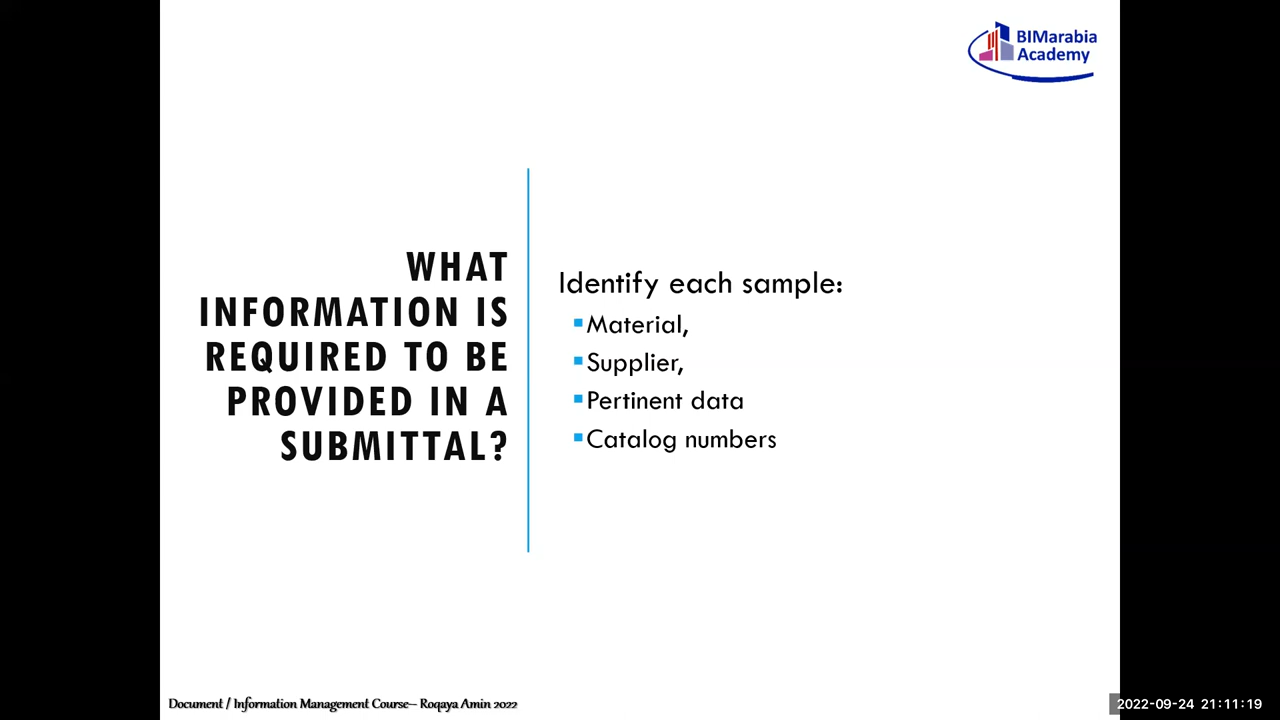 BIMarabia
Academy
WHAT
INFORMATION IS
REQUIRED TO BE
PROVIDED IN A
SUBMITTAL?
Identify each sample:
Material,
Supplier,
Pertinent data
Catalog numbers
Document / Information Management Course– Roqaya Amin 2022
2022-09-24 21:11:19